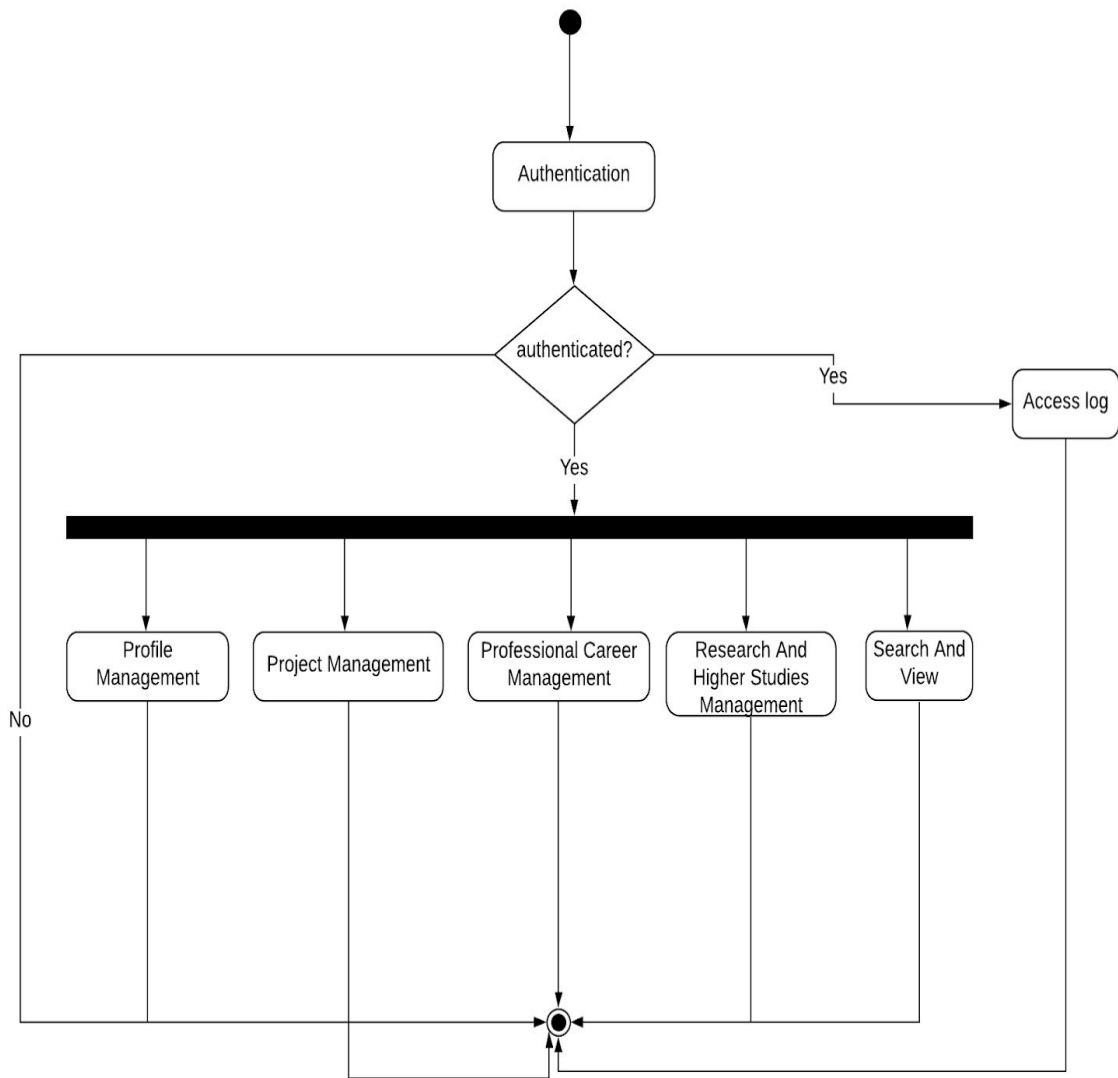 Authentication
authenticated?
Yes
Access log
Yes
Profile
Management
Project Management
Professional Career
Management
Research And
Higher Studies
Management
Search And
View
No